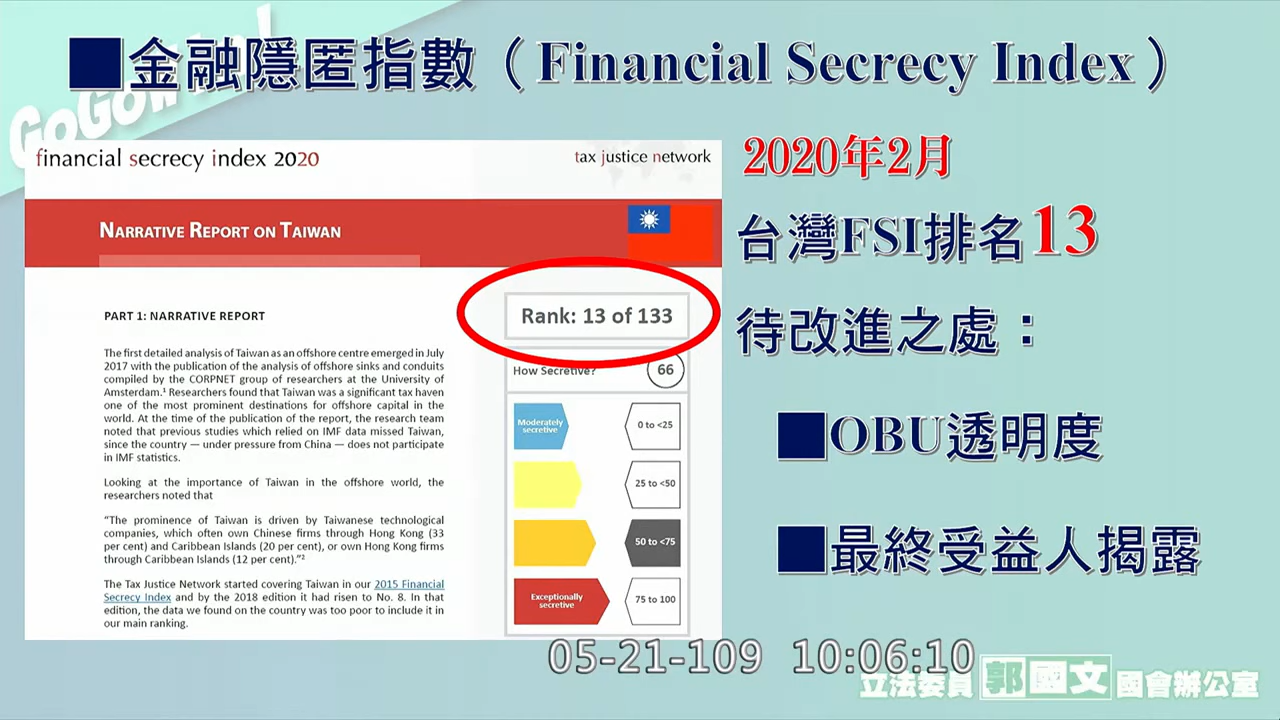 ■金融隱匿指數（Financial Secrecy Index）
financial secrecy index 2020
tax justice network
NARRATIVE REPORT ON TAIWAN
Rank: 13 of 133
PART 1: NARRATIVE REPORT
The first detailed analysis of Taiwan as an offshore centre emerged in July
2017 with the publication of the analysis of offshore sinks and conduits
compiled by the CORPNET group of researchers at the University of
Amsterdam.¹ Researchers found that Taiwan was a significant tax haven
one of the most prominent destinations for offshore capital in the
world. At the time of the publication of the report, the research team
noted that previous studies which relied on IMF data missed Taiwan,
since the country — under pressure from China — does not participate
in IMF statistics.
Looking at the importance of Taiwan in the offshore world, the
researchers noted that
“The prominence of Taiwan is driven by Taiwanese technological
companies, which often own Chinese firms through Hong Kong (33
per cent) and Caribbean Islands (20 per cent), or own Hong Kong firms
through Caribbean Islands (12 per cent).”²
The Tax Justice Network started covering Taiwan in our 2015 Financial
Secrecy Index and by the 2018 edition it had risen to No. 8. In that
edition, the data we found on the country was too poor to include it in
our main ranking.
How Secretive?
66
Moderately
secretive
0 to <25
25 to <50
50 to <75
Exceptionally
secretive
75 to 100
2020年2月
台灣FSI排名13
待改進之處：
■OBU透明度
■最終受益人揭露
05-21-109 10:06:10
立法委員 郭國文 國會辦公室